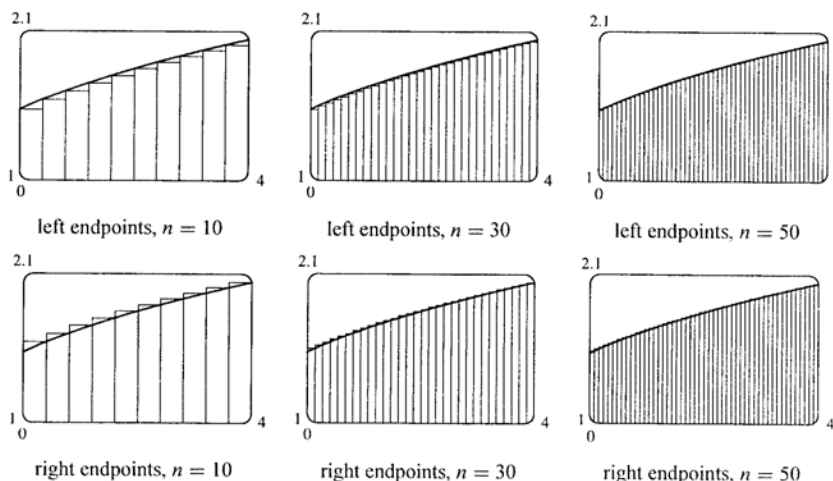 2.1 2.1 2.1
1 1 1
0 4 0 4 0 4
left endpoints, n = 10 left endpoints, n = 30 left endpoints, n = 50
2.1 2.1 2.1
1 1 1
0 4 0 4 0 4
right endpoints, n = 10 right endpoints, n = 30 right endpoints, n = 50